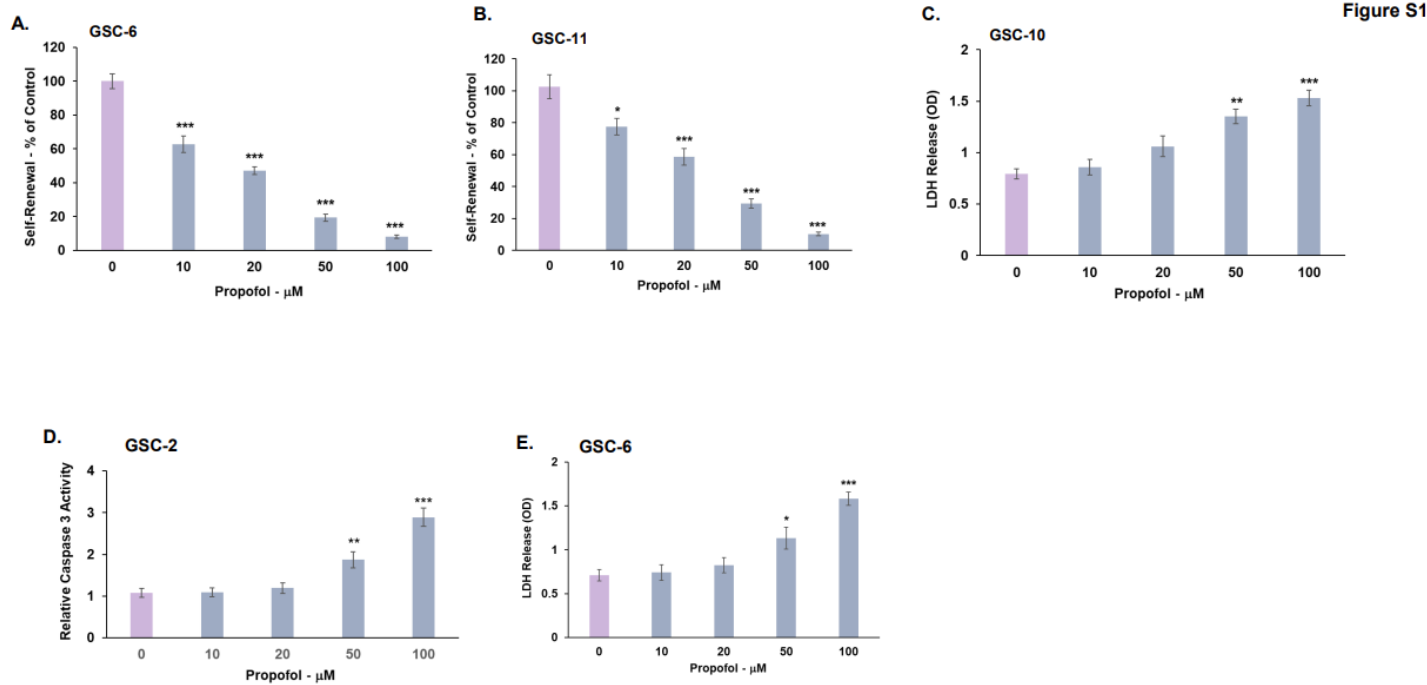 Figure S1
A.
GSC-6
Self-Renewal - % of Control
120
100
80
60
40
20
0
***
***
***
***
0 10 20 50 100
Propofol - μM
B.
GSC-11
Self-Renewal - % of Control
120
100
80
60
40
20
0
*
***
***
***
0 10 20 50 100
Propofol - μM
C.
GSC-10
LDH Release (OD)
2
1.5
1
0.5
0
**
***
0 10 20 50 100
Propofol - μM
D.
GSC-2
Relative Caspase 3 Activity
4
3
2
1
0
**
***
0 10 20 50 100
Propofol - μM
E.
GSC-6
LDH Release (OD)
2
1.5
1
0.5
0
*
***
0 10 20 50 100
Propofol - μM